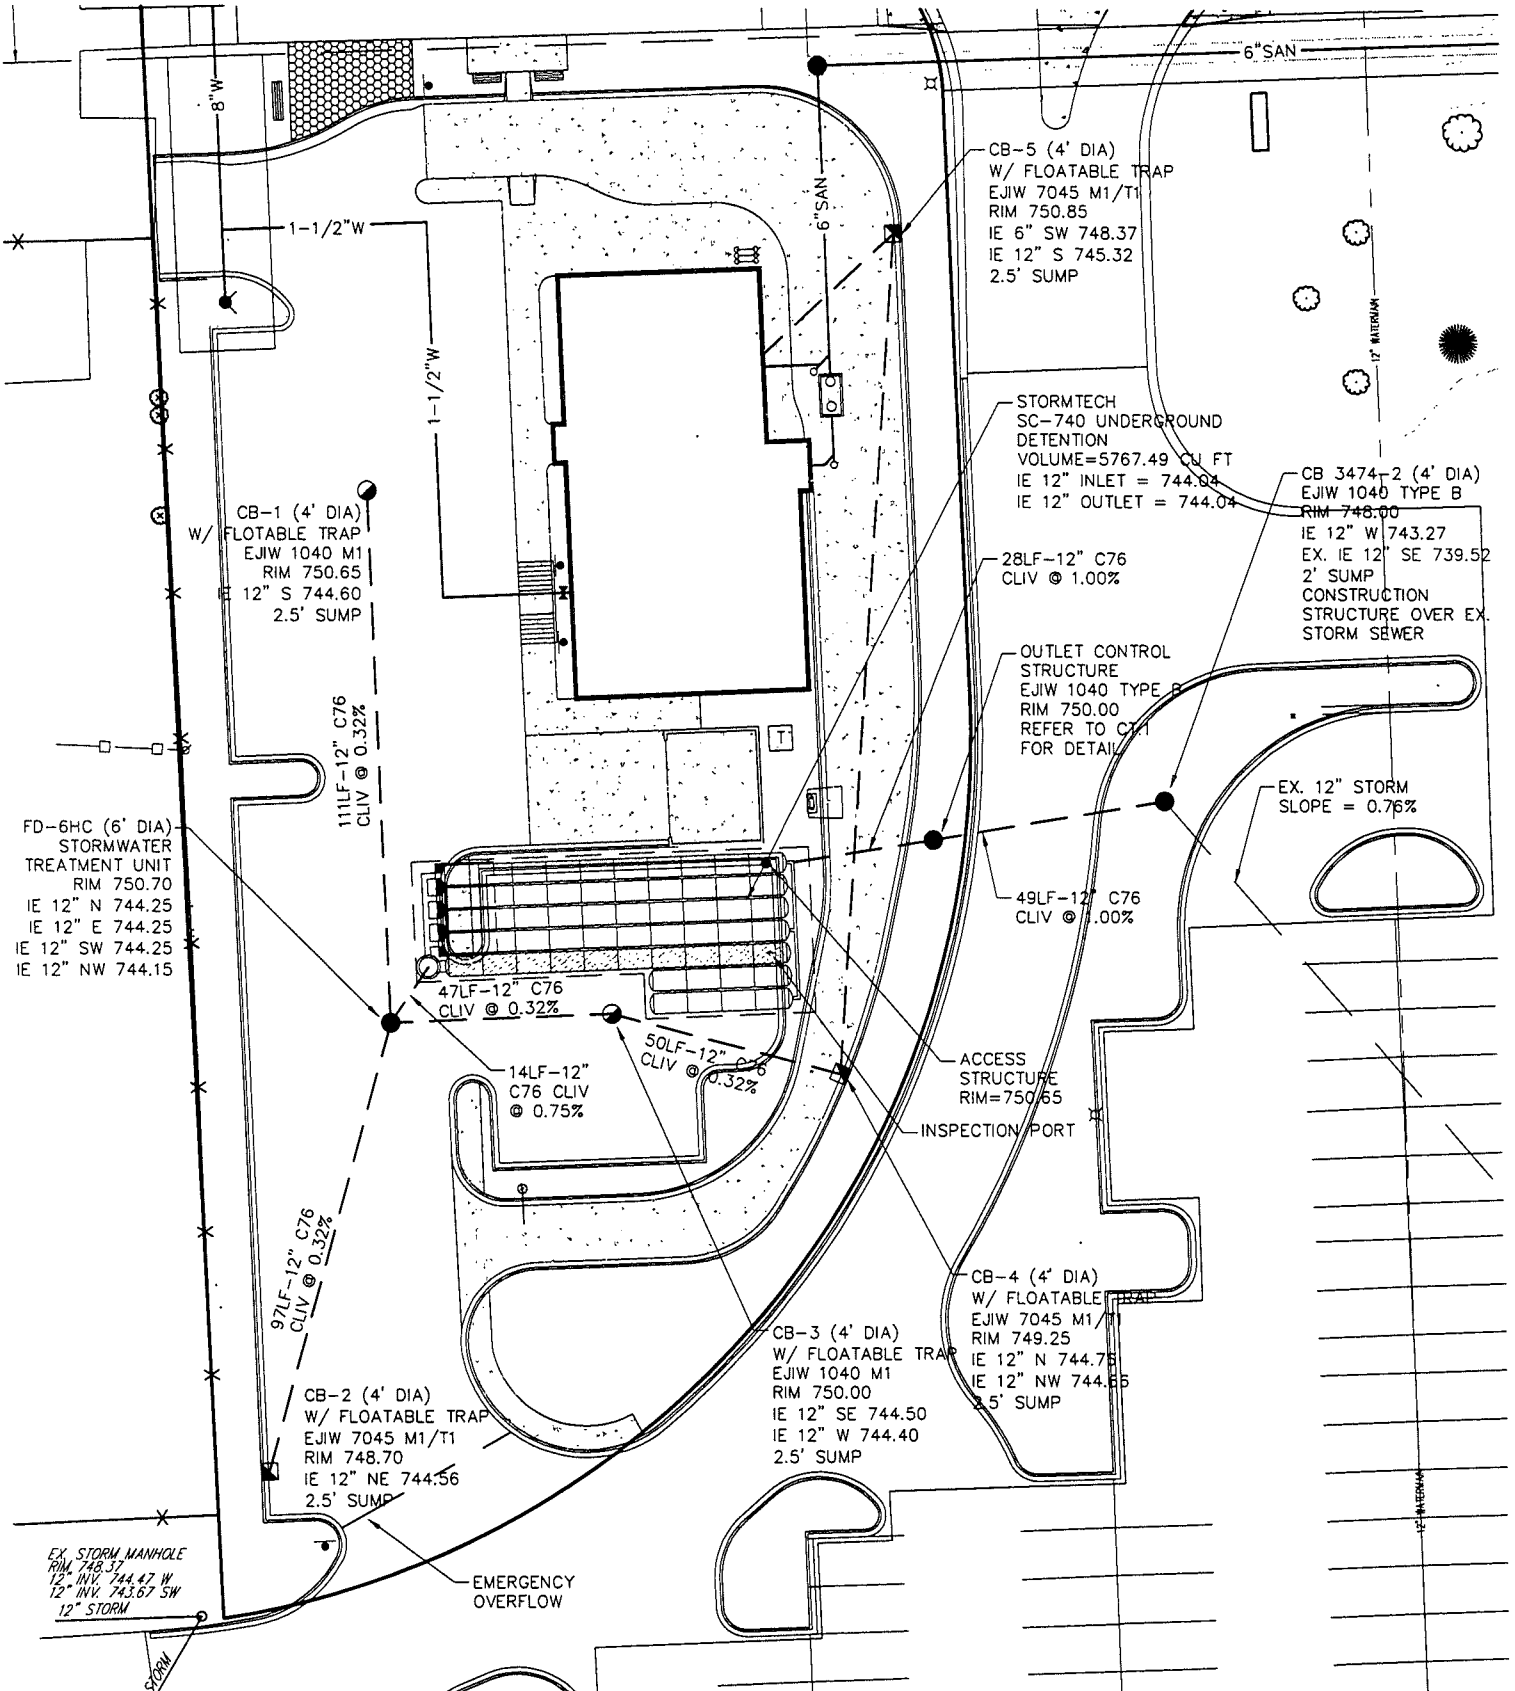 6"SAN
8"W
CB-5 (4' DIA)
W/ FLOATABLE TRAP
EJIW 7045 M1/T1
RIM 750.85
IE 6" SW 748.37
IE 12" S 745.32
2.5' SUMP
6"SAN
1-1/2"W
12" WATERMAIN
1-1/2"W
STORMTECH
SC-740 UNDERGROUND
DETENTION
VOLUME=5767.49 CU FT
IE 12" INLET = 744.04
IE 12" OUTLET = 744.04
CB 3474-2 (4' DIA)
EJIW 1040 TYPE B
RIM 748.00
IE 12" W 743.27
EX. IE 12" SE 739.52
2' SUMP
CONSTRUCTION
STRUCTURE OVER EX.
STORM SEWER
CB-1 (4' DIA)
W/ FLOTABLE TRAP
EJIW 1040 M1
RIM 750.65
IE 12" S 744.60
2.5' SUMP
28LF-12" C76
CLIV @ 1.00%
OUTLET CONTROL
STRUCTURE
EJIW 1040 TYPE B
RIM 750.00
REFER TO C7.1
FOR DETAIL
111LF-12" C76
CLIV @ 0.32%
T
EX. 12" STORM
SLOPE = 0.76%
FD-6HC (6' DIA)
STORMWATER
TREATMENT UNIT
RIM 750.70
IE 12" N 744.25
IE 12" E 744.25
IE 12" SW 744.25
IE 12" NW 744.15
49LF-12" C76
CLIV @ 1.00%
47LF-12" C76
CLIV @ 0.32%
50LF-12" C76
CLIV @ 0.32%
14LF-12"
C76 CLIV
@ 0.75%
ACCESS
STRUCTURE
RIM=750.65
INSPECTION PORT
97LF-12" C76
CLIV @ 0.32%
CB-4 (4' DIA)
W/ FLOATABLE TRAP
EJIW 7045 M1/T1
RIM 749.25
IE 12" N 744.75
IE 12" NW 744.65
2.5' SUMP
CB-3 (4' DIA)
W/ FLOATABLE TRAP
EJIW 1040 M1
RIM 750.00
IE 12" SE 744.50
IE 12" W 744.40
2.5' SUMP
CB-2 (4' DIA)
W/ FLOATABLE TRAP
EJIW 7045 M1/T1
RIM 748.70
IE 12" NE 744.56
2.5' SUMP
12" WATERMAIN
EX. STORM MANHOLE
RIM 748.37
12" INV. 744.47 W
12" INV. 743.67 SW
12" STORM
EMERGENCY
OVERFLOW
STORM